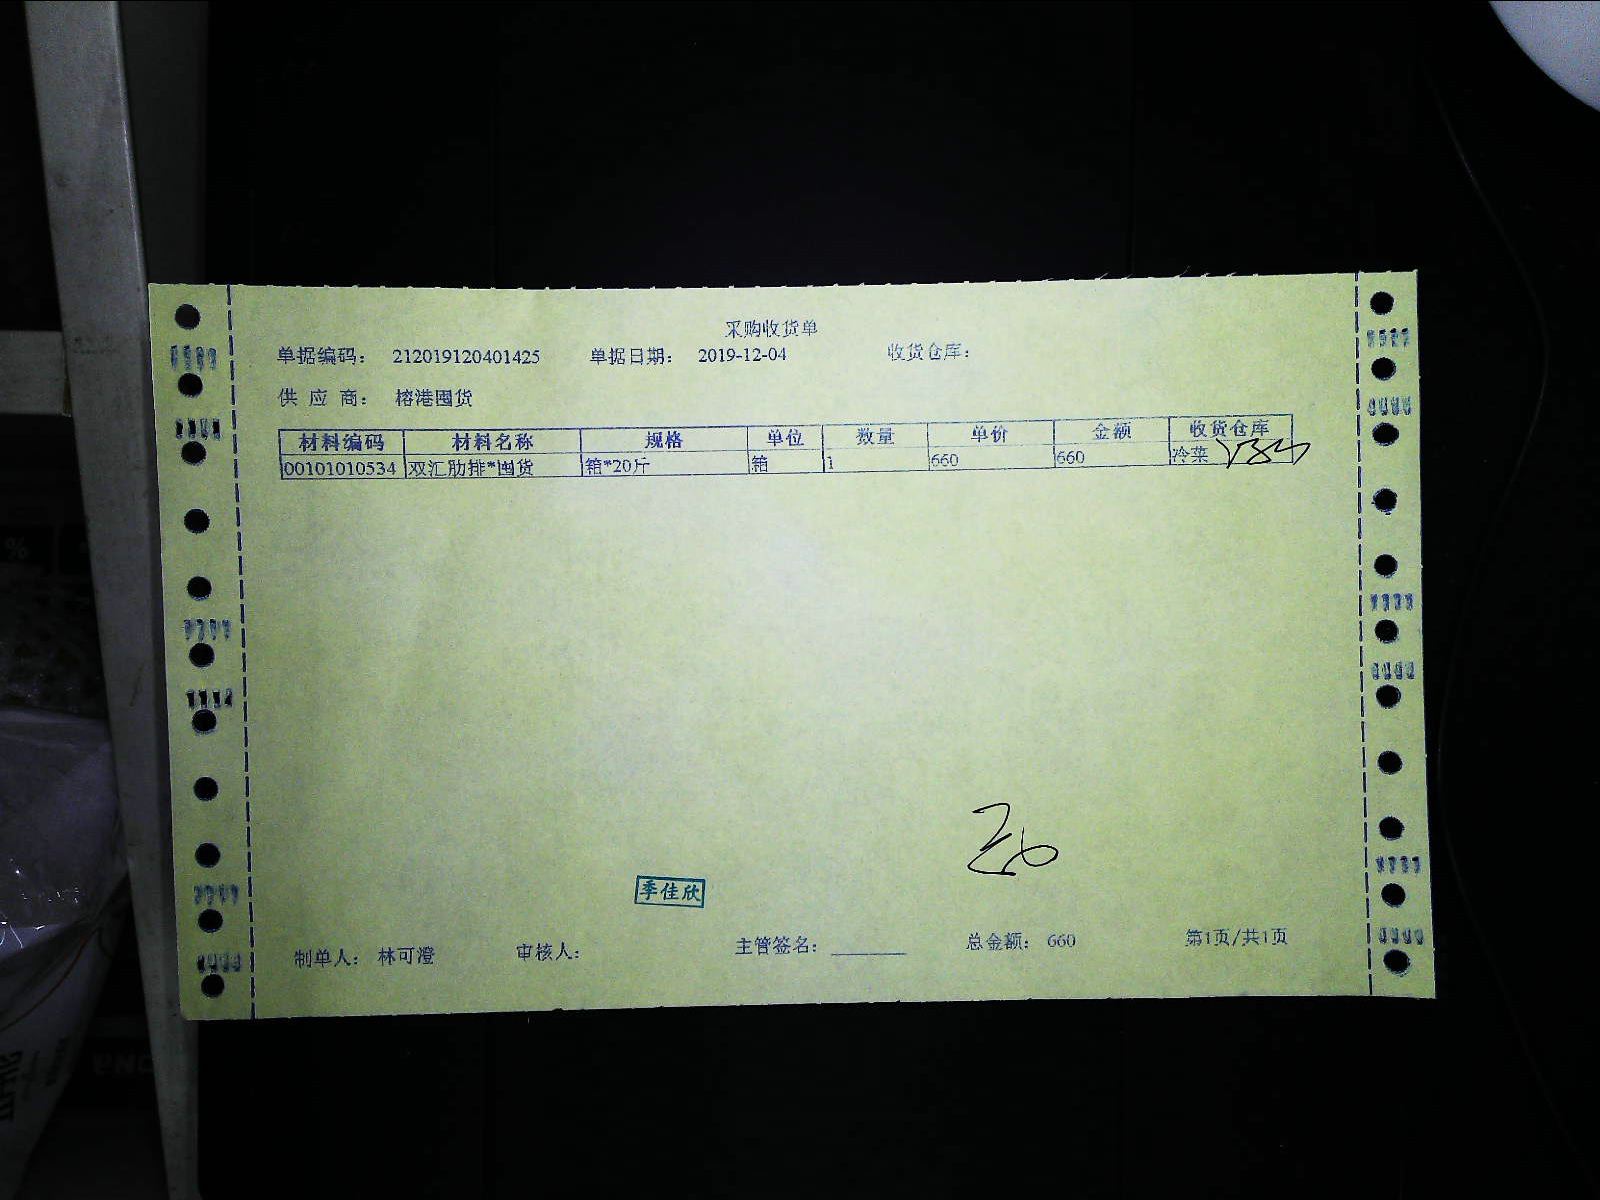 采购收货单
单据编码： 212019120401425 单据日期： 2019-12-04 收货仓库：
供 应 商： 榕港囤货
材料编码 材料名称 规格 单位 数量 单价 金额 收货仓库
00101010534 双汇肋排*囤货 箱*20斤 箱 1 660 660 冷菜
季佳欣
制单人： 林可澄 审核人： 主管签名： 总金额： 660 第1页/共1页